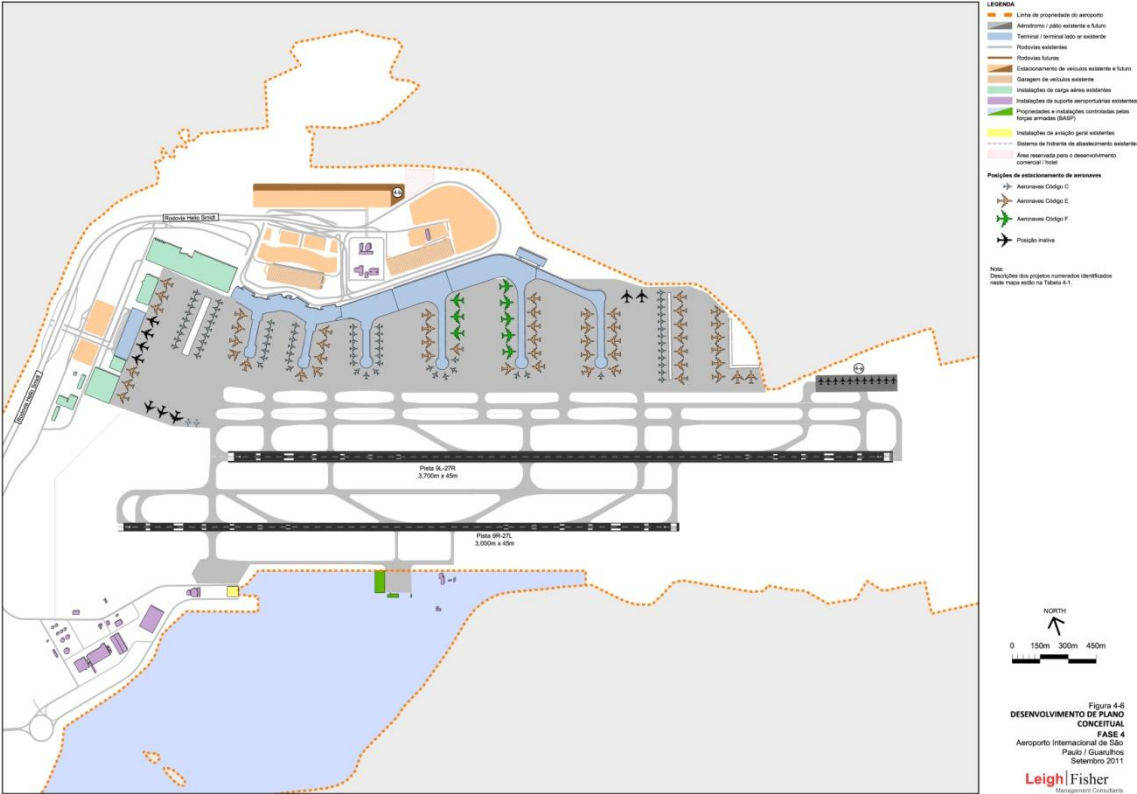 LEGENDA
Linha de propriedade do aeroporto
Aérodromo / pátio existente e futuro
Terminal / terminal lado ar existente
Rodovias existentes
Rodovias futuras
Estacionamento de veículos existente e futuro
Garagem de veículos existente
Instalações de carga aérea existentes
Instalações de suporte aeroportuárias existentes
Propriedades e instalações controladas pelas
forças armadas (BASP)
Instalações de aviação geral existentes
Sistema de hidrante de abastecimento existente
Área reservada para o desenvolvimento
comercial / hotel
Posições de estacionamento de aeronaves
Aeronaves Código C
Aeronaves Código E
Aeronaves Código F
Posição inativa
Nota:
Descrições dos projetos numerados identificados
neste mapa estão na Tabela 4-1.
Rodovia Helio Smidt
Rodovia Helio Smidt
Pista 9L-27R
3,700m x 45m
Pista 9R-27L
3,000m x 45m
NORTH
0 150m 300m 450m
Figura 4-6
DESENVOLVIMENTO DE PLANO
CONCEITUAL
FASE 4
Aeroporto Internacional de São
Paulo / Guarulhos
Setembro 2011
Leigh|Fisher
Management Consultants